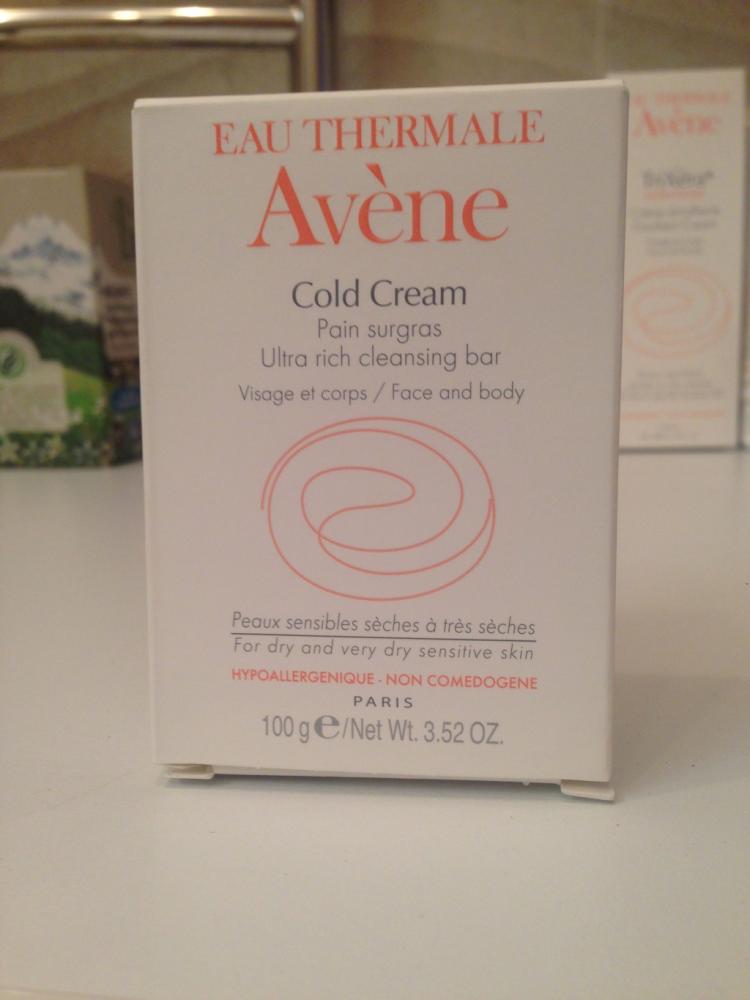 EAU THERMALE
Avène
Cold Cream
Pain surgras
Ultra rich cleansing bar
Visage et corps / Face and body
Peaux sensibles sèches à très sèches
For dry and very dry sensitive skin
HYPOALLERGENIQUE - NON COMEDOGENE
PARIS
100 g e/Net Wt. 3.52 OZ.
Avène
TriXéra+